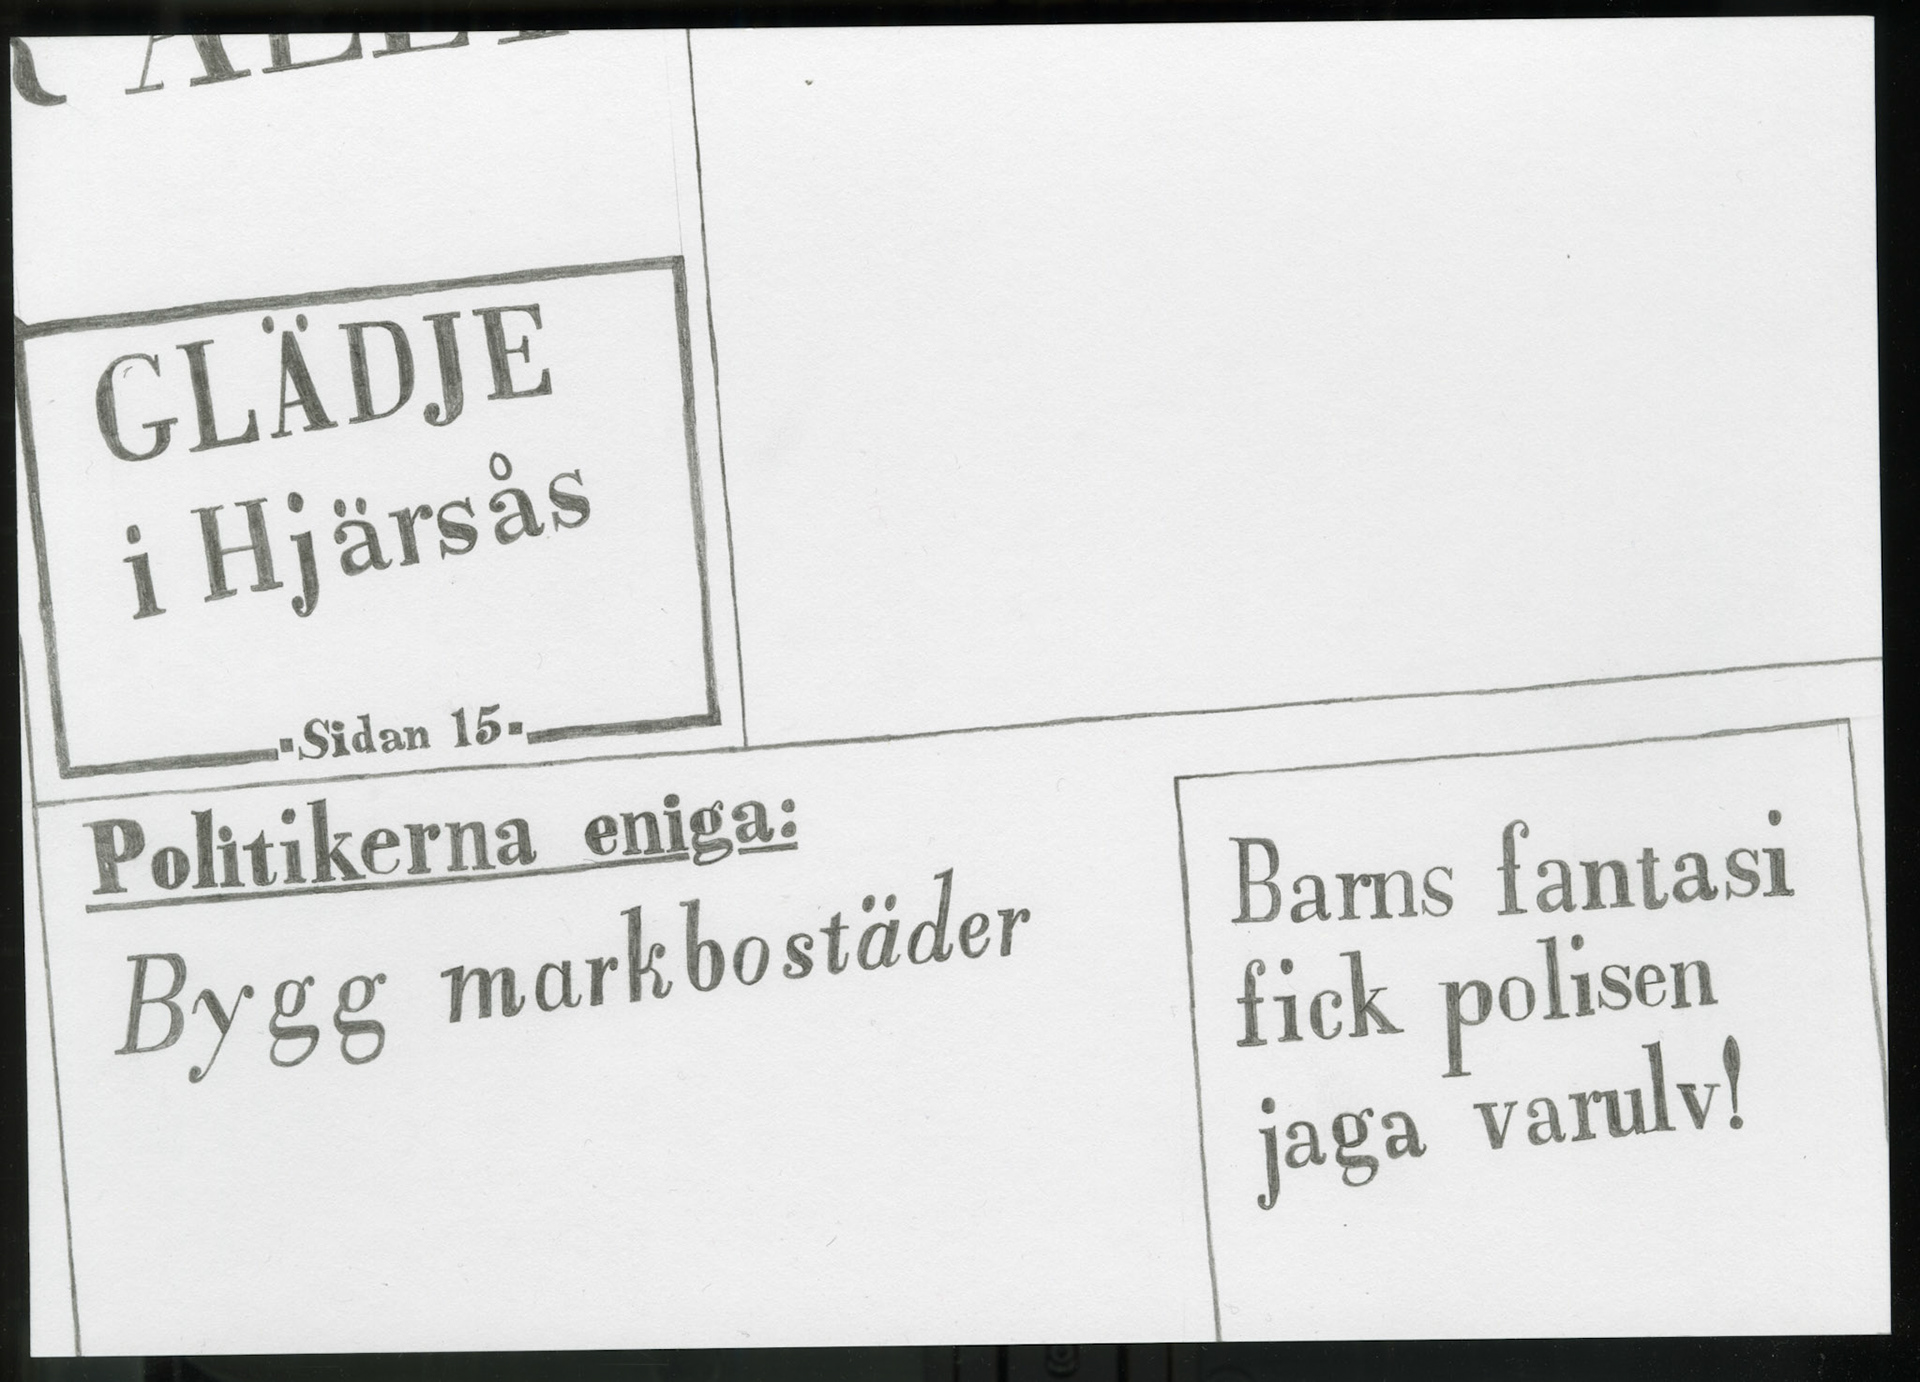 GLÄDJE
i Hjärsås
-Sidan 15-
Politikerna eniga:
Bygg markbostäder
Barns fantasi
fick polisen
jaga varulv!